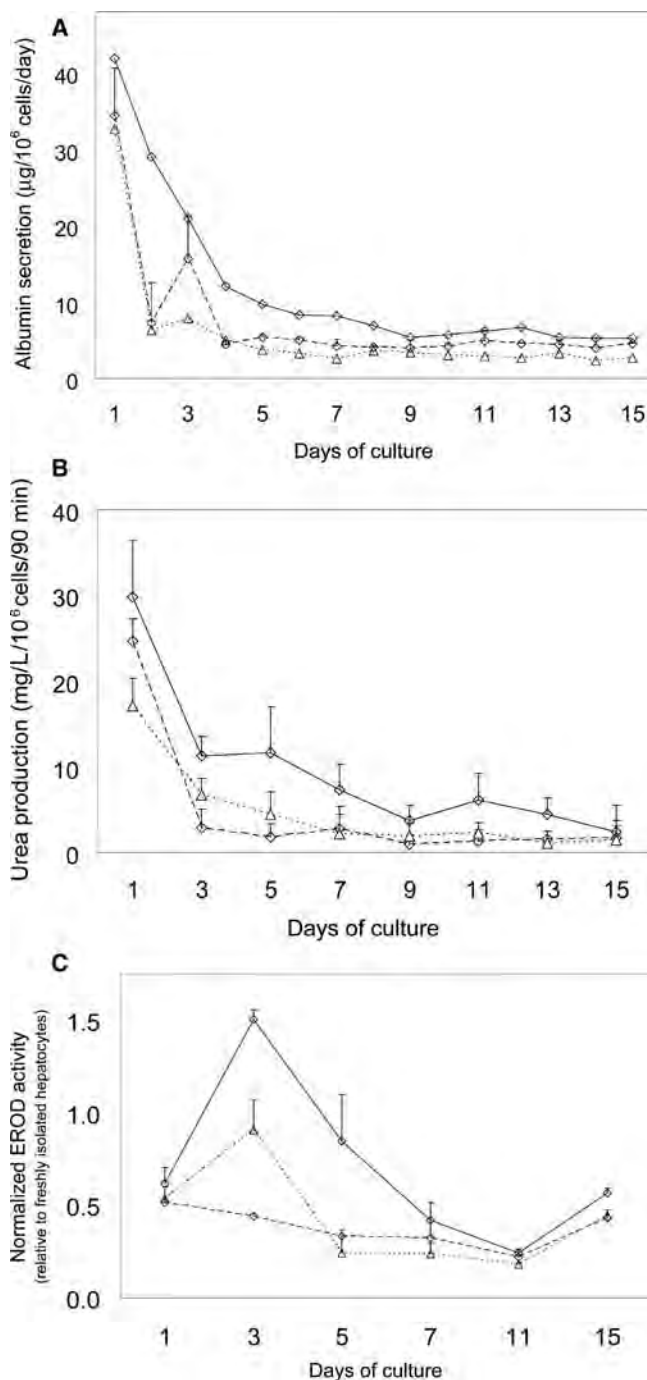 A
Albumin secretion (µg/10⁶ cells/day)
40
30
20
10
0
1 3 5 7 9 11 13 15
Days of culture
B
Urea production (mg/L/10⁶ cells/90 min)
40
30
20
10
0
1 3 5 7 9 11 13 15
Days of culture
C
Normalized EROD activity
(relative to freshly isolated hepatocytes)
1.5
1.0
0.5
0.0
1 3 5 7 11 15
Days of culture